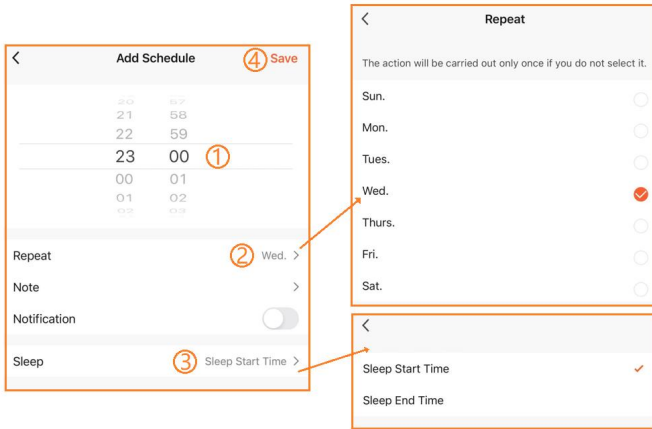 Add Schedule
④ Save
20 57
21 58
22 59
23 00 ①
00 01
01 02
02 03
Repeat ② Wed. >
Note >
Notification
Sleep ③ Sleep Start Time >
Repeat
The action will be carried out only once if you do not select it.
Sun.
Mon.
Tues.
Wed.
Thurs.
Fri.
Sat.
Sleep Start Time
Sleep End Time